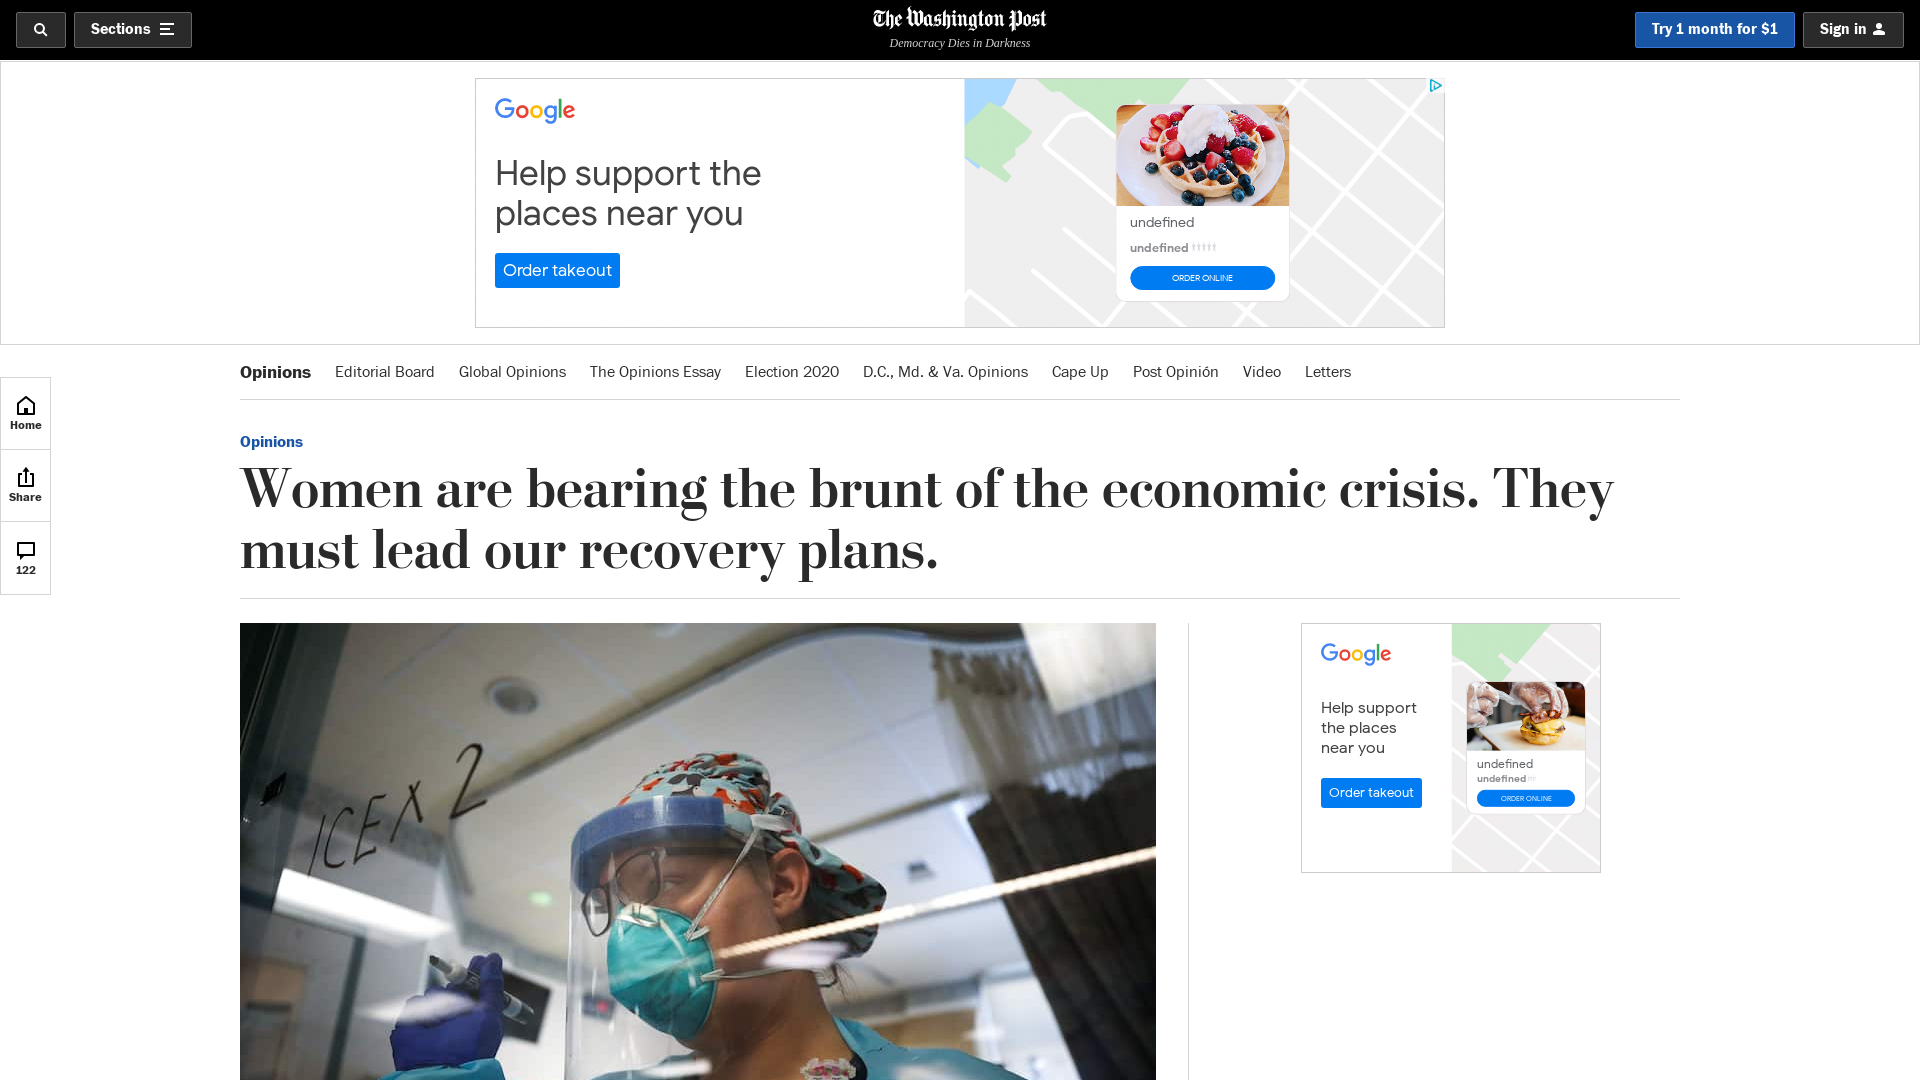 Sections
The Washington Post
Democracy Dies in Darkness
Try 1 month for $1
Sign in
Google
Help support the
places near you
Order takeout
undefined
undefined
ORDER ONLINE
Opinions Editorial Board Global Opinions The Opinions Essay Election 2020 D.C., Md. & Va. Opinions Cape Up Post Opinión Video Letters
Home
Share
122
Opinions
Women are bearing the brunt of the economic crisis. They
must lead our recovery plans.
ICE X 2
Google
Help support
the places
near you
Order takeout
undefined
undefined
ORDER ONLINE